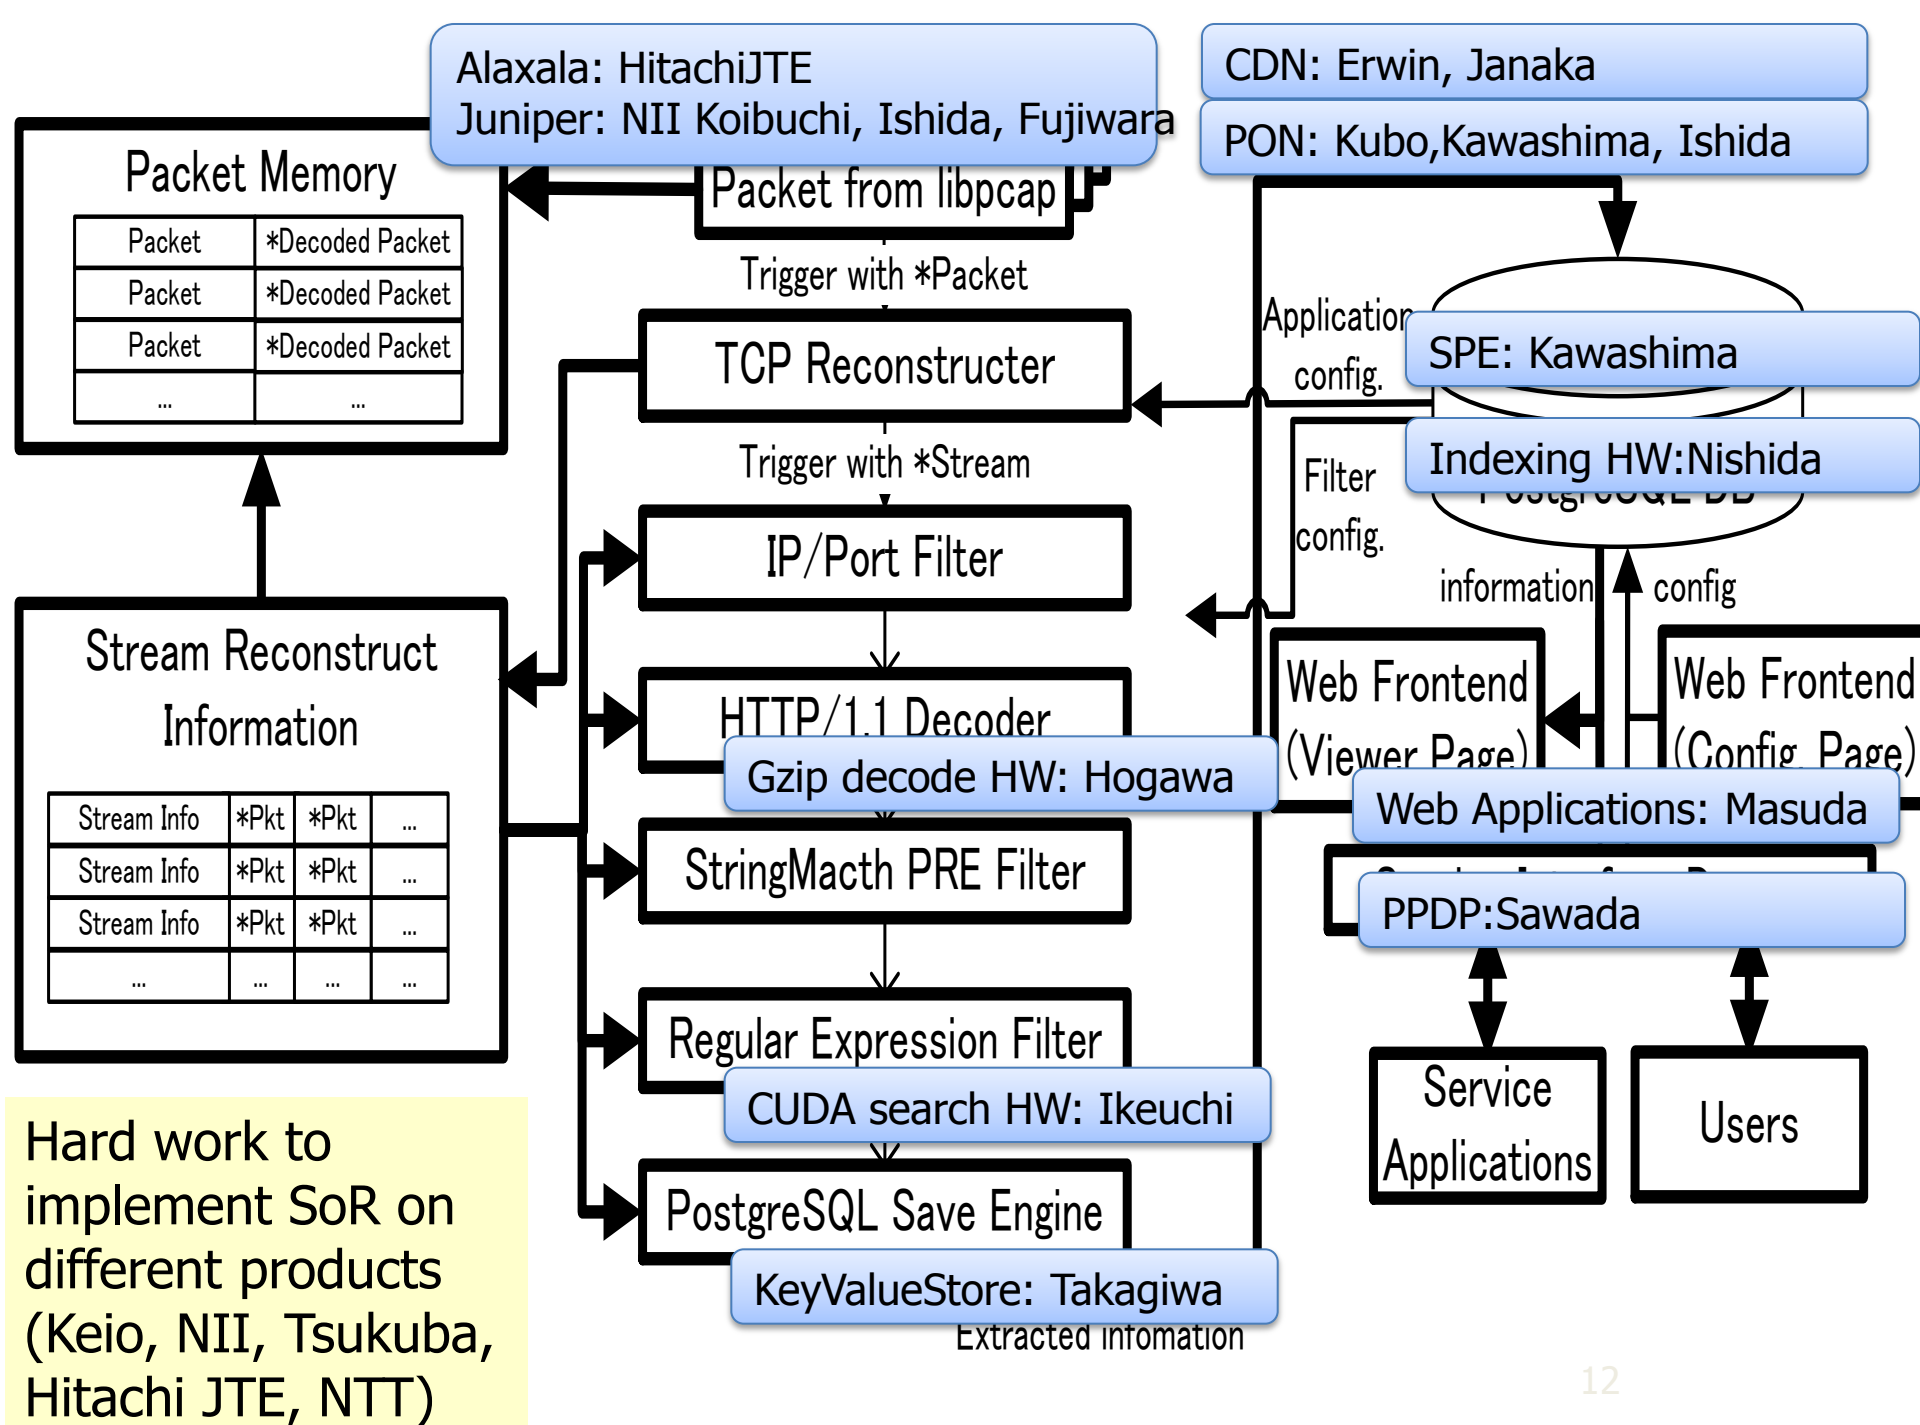 Alaxala: HitachiJTE
Juniper: NII Koibuchi, Ishida, Fujiwara
CDN: Erwin, Janaka
PON: Kubo,Kawashima, Ishida
Packet Memory
Packet *Decoded Packet
Packet *Decoded Packet
Packet *Decoded Packet
... ...
Packet from libpcap
Trigger with *Packet
TCP Reconstructer
Trigger with *Stream
IP/Port Filter
HTTP/1.1 Decoder
Gzip decode HW: Hogawa
StringMacth PRE Filter
Regular Expression Filter
CUDA search HW: Ikeuchi
PostgreSQL Save Engine
KeyValueStore: Takagiwa
Extracted infomation
Stream Reconstruct
Information
Stream Info *Pkt *Pkt ...
Stream Info *Pkt *Pkt ...
Stream Info *Pkt *Pkt ...
... ... ... ...
Application
config.
Filter
config.
SPE: Kawashima
Indexing HW:Nishida
PostgreSQL DB
information
config
Web Frontend
(Viewer Page)
Web Frontend
(Config. Page)
Web Applications: Masuda
PPDP:Sawada
Service
Applications
Users
Hard work to
implement SoR on
different products
(Keio, NII, Tsukuba,
Hitachi JTE, NTT)
12